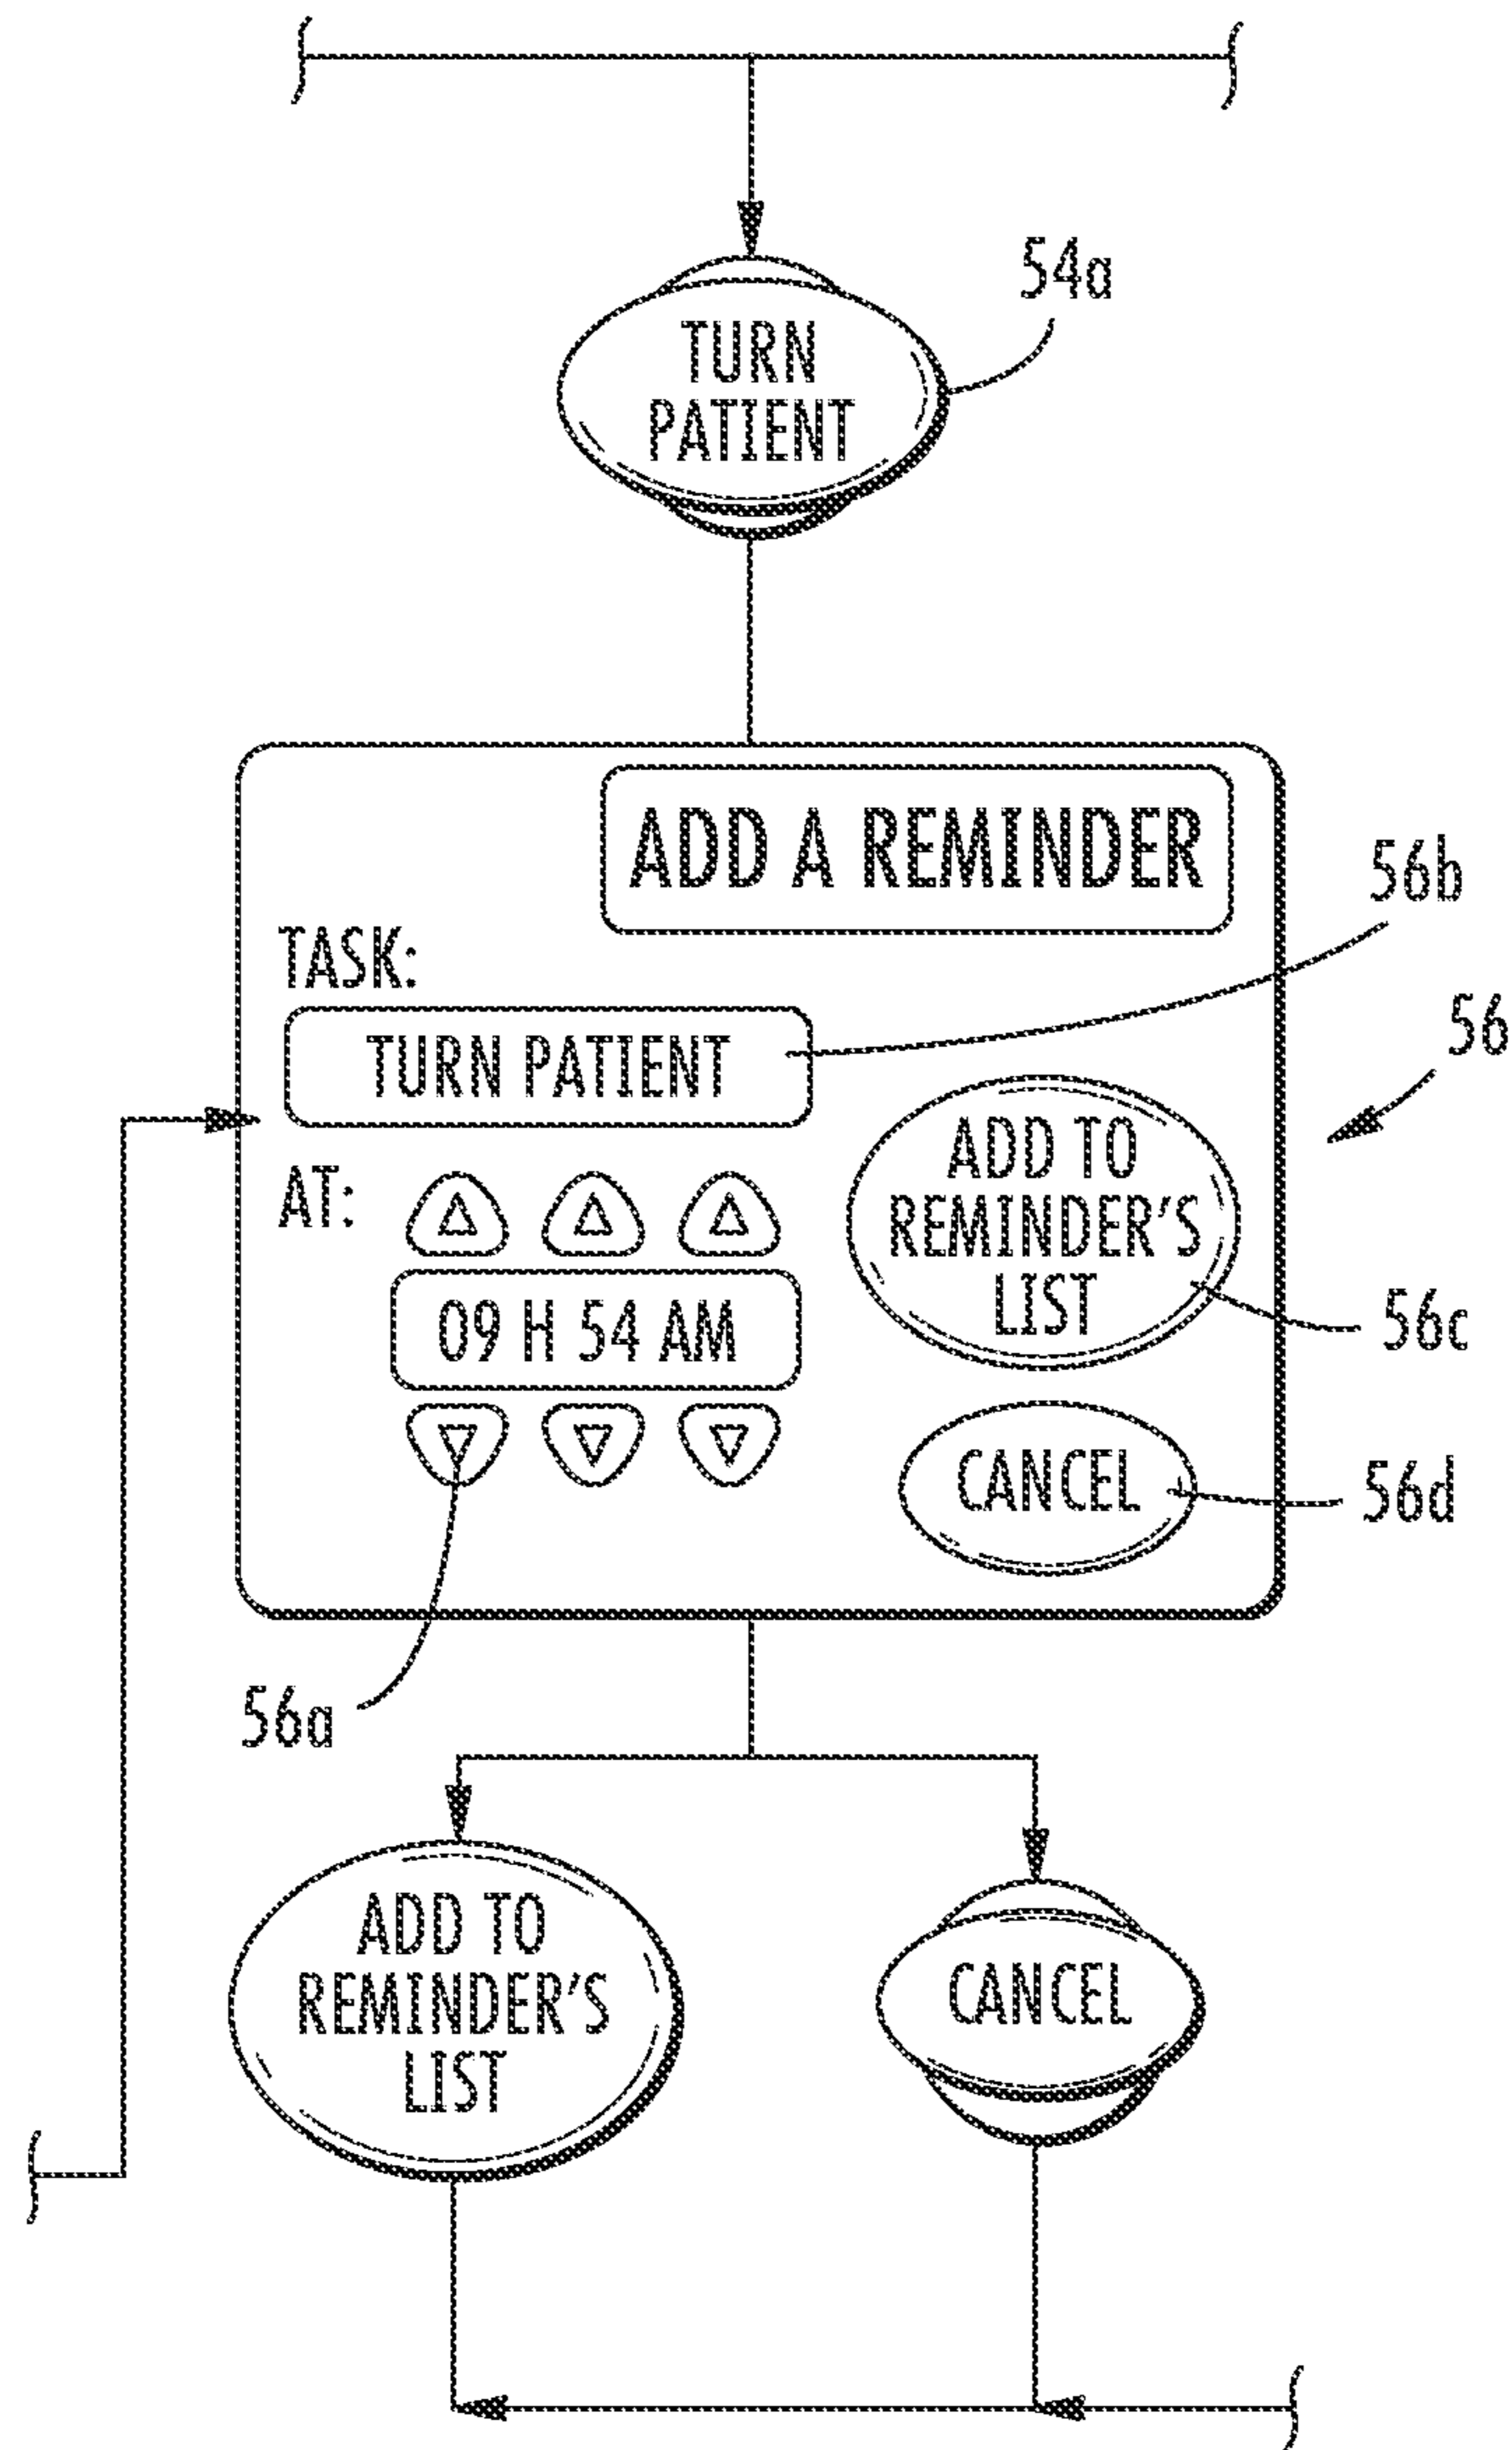 54a
TURN
PATIENT
ADD A REMINDER
56b
TASK:
56
TURN PATIENT
ADD TO
REMINDER'S
LIST
AT:
09 H 54 AM
56c
CANCEL
56d
56a
ADD TO
REMINDER'S
LIST
CANCEL